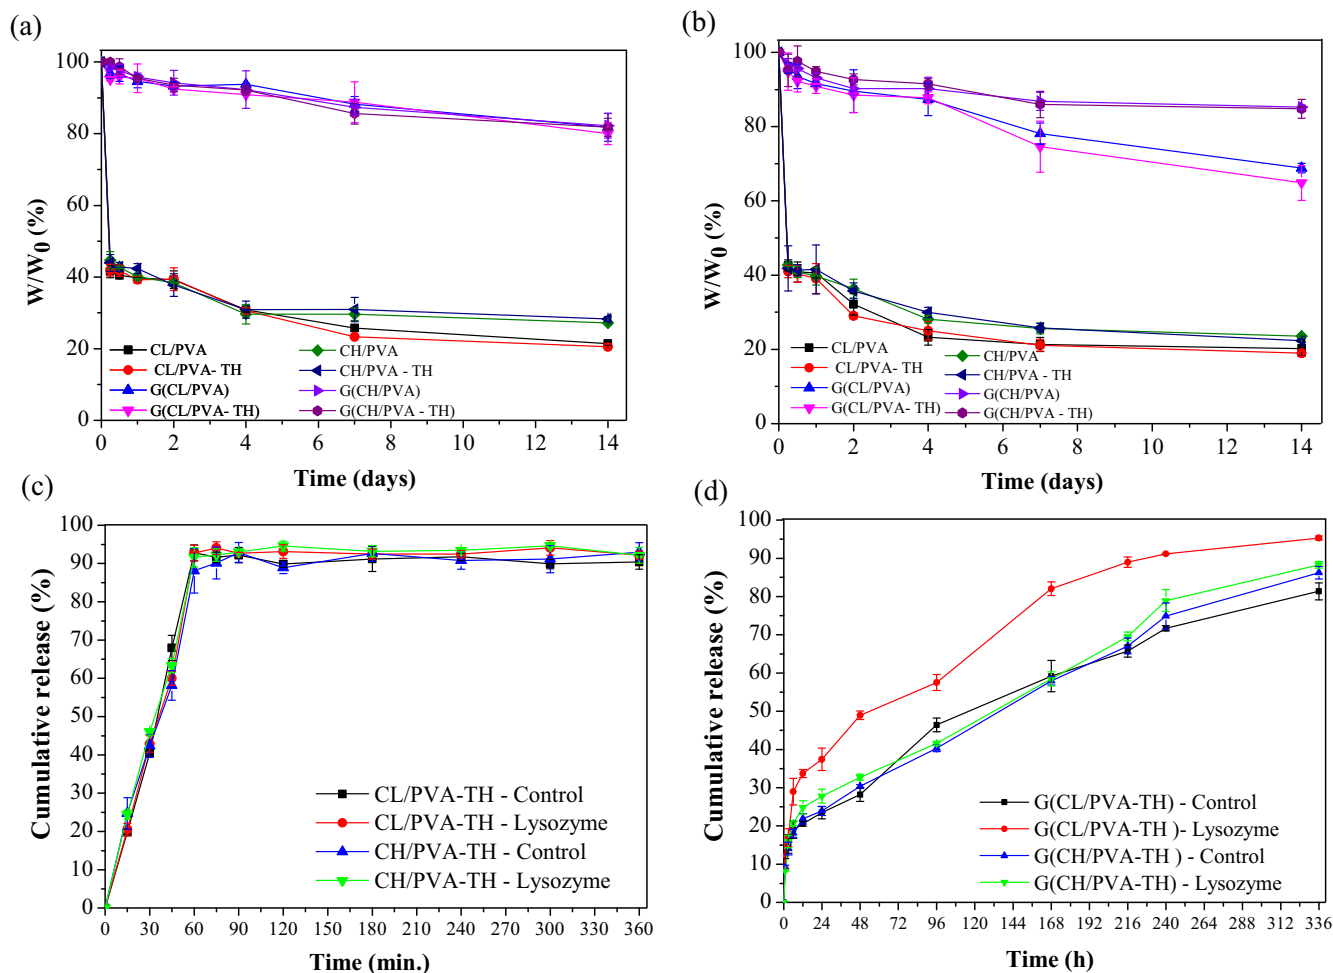 (a)
W/W0 (%)
100
80
60
40
20
0
CL/PVA
CL/PVA- TH
G(CL/PVA)
G(CL/PVA- TH)
CH/PVA
CH/PVA - TH
G(CH/PVA)
G(CH/PVA - TH)
0 2 4 6 8 10 12 14
Time (days)
(b)
W/W0 (%)
100
80
60
40
20
0
CL/PVA
CL/PVA- TH
G(CL/PVA)
G(CL/PVA- TH)
CH/PVA
CH/PVA - TH
G(CH/PVA)
G(CH/PVA - TH)
0 2 4 6 8 10 12 14
Time (days)
(c)
Cumulative release (%)
100
90
80
70
60
50
40
30
20
10
0
CL/PVA-TH - Control
CL/PVA-TH - Lysozyme
CH/PVA-TH - Control
CH/PVA-TH - Lysozyme
0 30 60 90 120 150 180 210 240 270 300 330 360
Time (min.)
(d)
Cumulative release (%)
100
90
80
70
60
50
40
30
20
10
0
G(CL/PVA-TH) - Control
G(CL/PVA-TH )- Lysozyme
G(CH/PVA-TH ) - Control
G(CH/PVA-TH) - Lysozyme
0 24 48 72 96 120 144 168 192 216 240 264 288 312 336
Time (h)